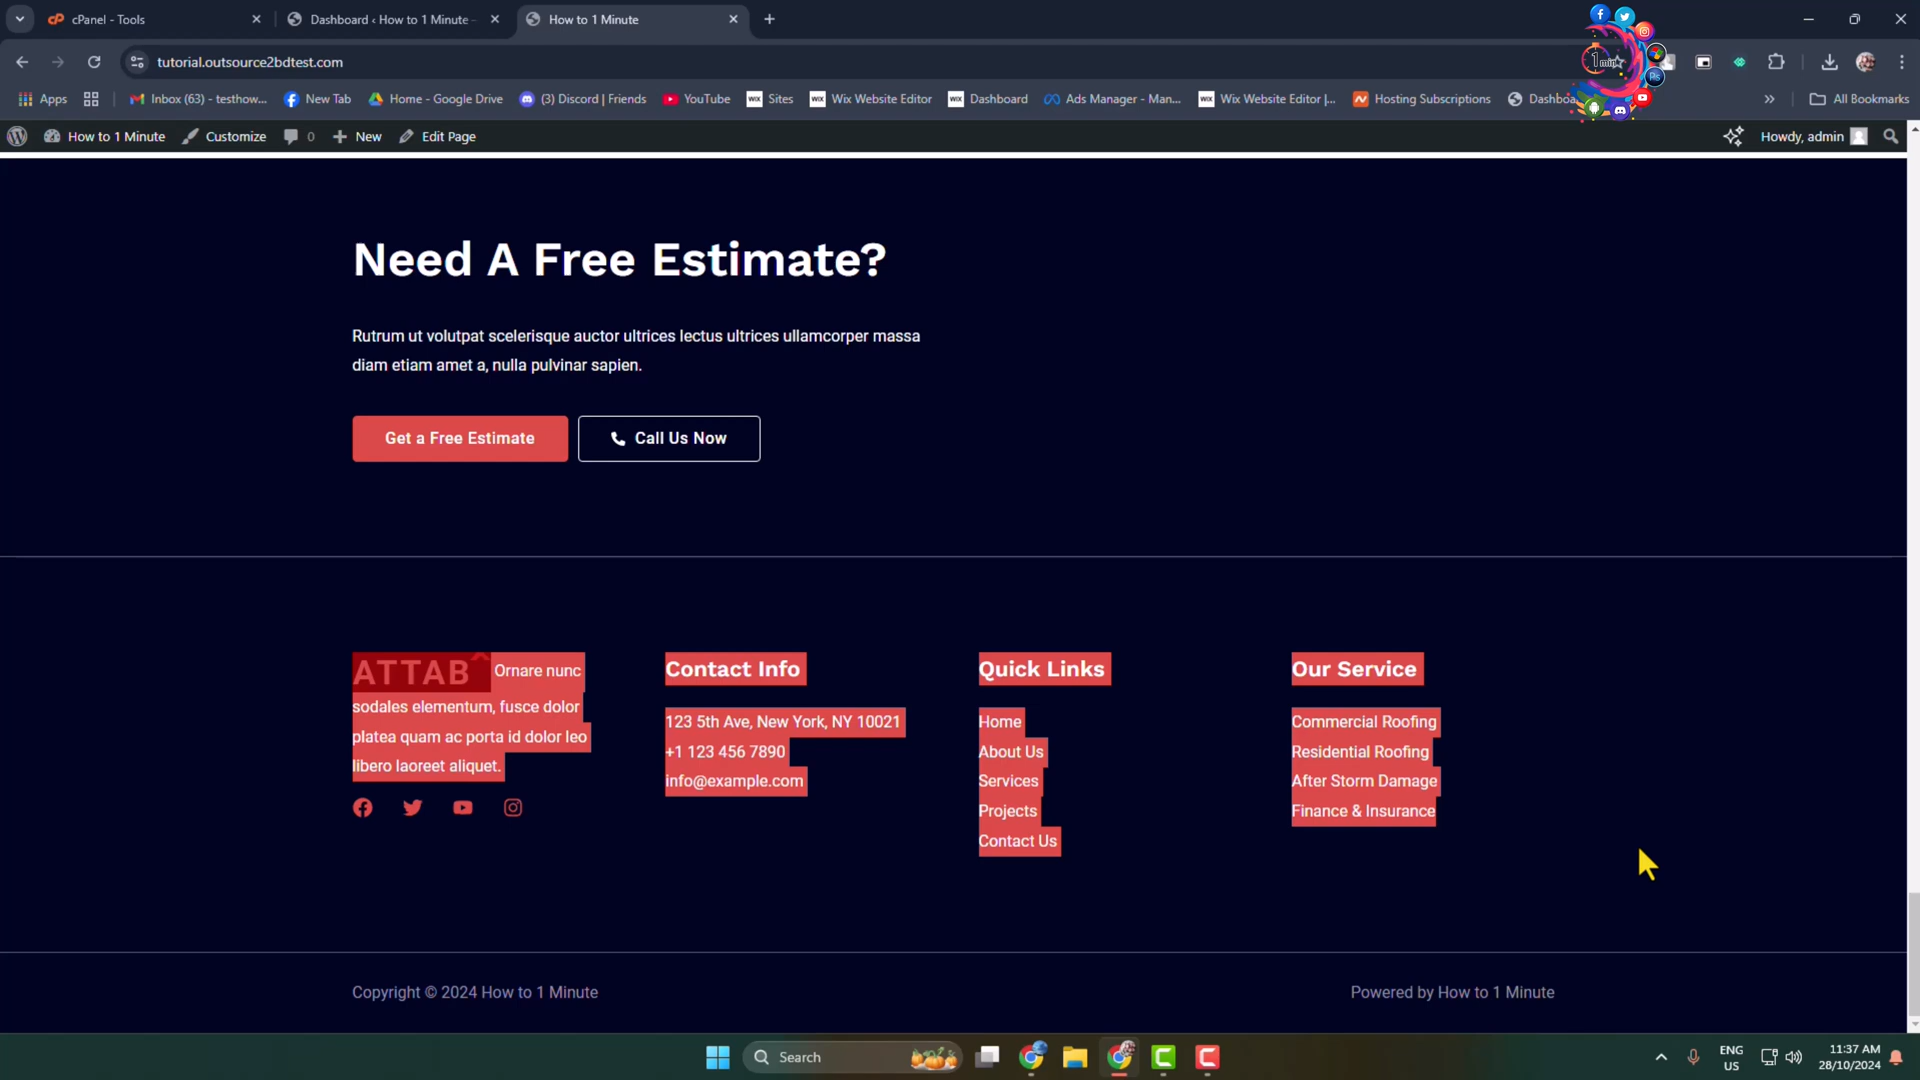 cPanel - Tools
Dashboard ‹ How to 1 Minute -
How to 1 Minute
tutorial.outsource2bdtest.com
1min
Ps
Apps
Inbox (63) - testhow...
New Tab
Home - Google Drive
(3) Discord | Friends
YouTube
WIX Sites
WIX Wix Website Editor
WIX Dashboard
Ads Manager - Man...
WIX Wix Website Editor |...
Hosting Subscriptions
All Bookmarks
How to 1 Minute
Customize
0
New
Edit Page
Howdy, admin
Need A Free Estimate?
Rutrum ut volutpat scelerisque auctor ultrices lectus ultrices ullamcorper massa
diam etiam amet a, nulla pulvinar sapien.
Get a Free Estimate
Call Us Now
ATTAB Ornare nunc
sodales elementum, fusce dolor
platea quam ac porta id dolor leo
libero laoreet aliquet.
Contact Info
123 5th Ave, New York, NY 10021
+1 123 456 7890
info@example.com
Quick Links
Home
About Us
Services
Projects
Contact Us
Our Service
Commercial Roofing
Residential Roofing
After Storm Damage
Finance & Insurance
Copyright © 2024 How to 1 Minute
Powered by How to 1 Minute
Search
ENG
US
11:37 AM
28/10/2024